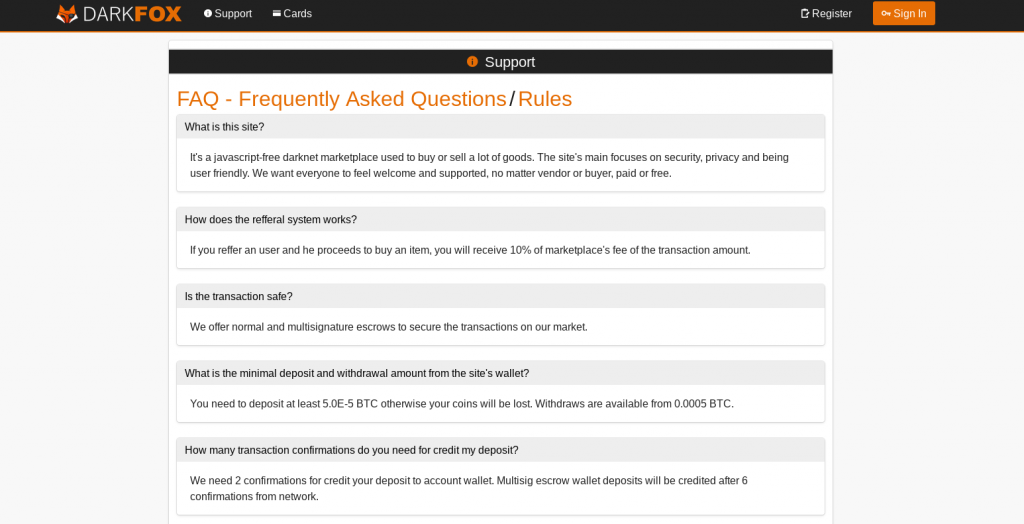 DARKFOX Support Cards Register Sign In
Support
FAQ - Frequently Asked Questions / Rules
What is this site?
It's a javascript-free darknet marketplace used to buy or sell a lot of goods. The site's main focuses on security, privacy and being
user friendly. We want everyone to feel welcome and supported, no matter vendor or buyer, paid or free.
How does the refferal system works?
If you reffer an user and he proceeds to buy an item, you will receive 10% of marketplace's fee of the transaction amount.
Is the transaction safe?
We offer normal and multisignature escrows to secure the transactions on our market.
What is the minimal deposit and withdrawal amount from the site's wallet?
You need to deposit at least 5.0E-5 BTC otherwise your coins will be lost. Withdraws are available from 0.0005 BTC.
How many transaction confirmations do you need for credit my deposit?
We need 2 confirmations for credit your deposit to account wallet. Multisig escrow wallet deposits will be credited after 6
confirmations from network.